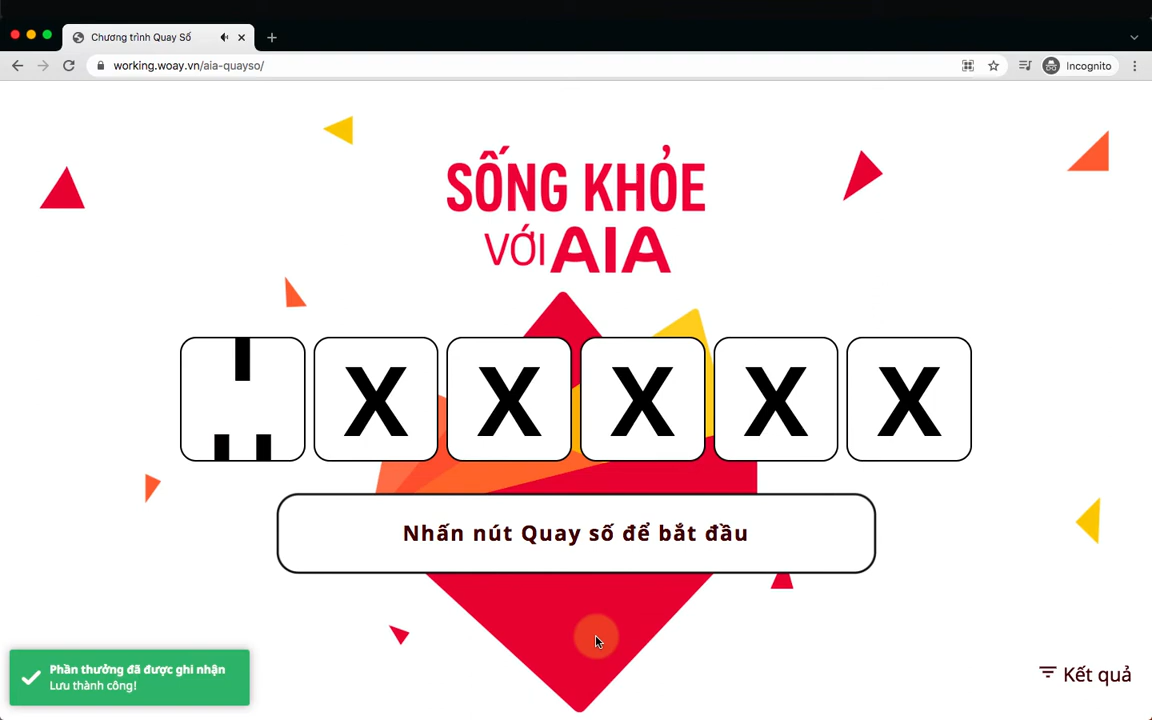 Chương trình Quay Số
working.woay.vn/aia-quayso/
Incognito
SỐNG KHỎE
VỚI AIA
X X X X X
Nhấn nút Quay số để bắt đầu
Phần thưởng đã được ghi nhận
Lưu thành công!
Kết quả